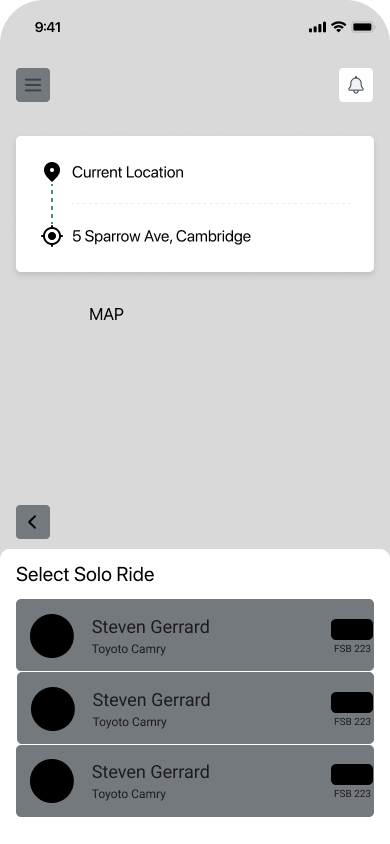 9:41
Current Location
5 Sparrow Ave, Cambridge
MAP
Select Solo Ride
Steven Gerrard
Toyoto Camry
FSB 223
Steven Gerrard
Toyoto Camry
FSB 223
Steven Gerrard
Toyoto Camry
FSB 223